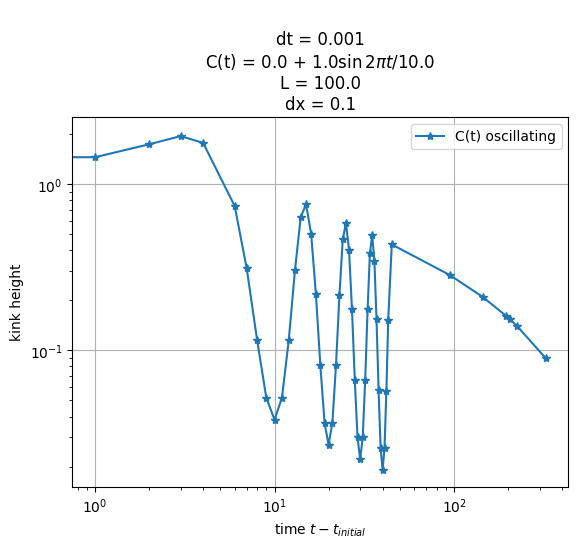 dt = 0.001
C(t) = 0.0 + 1.0sin 2πt/10.0
L = 100.0
dx = 0.1
C(t) oscillating
kink height
10⁰
10⁻¹
10⁰
10¹
10²
time t − t_initial